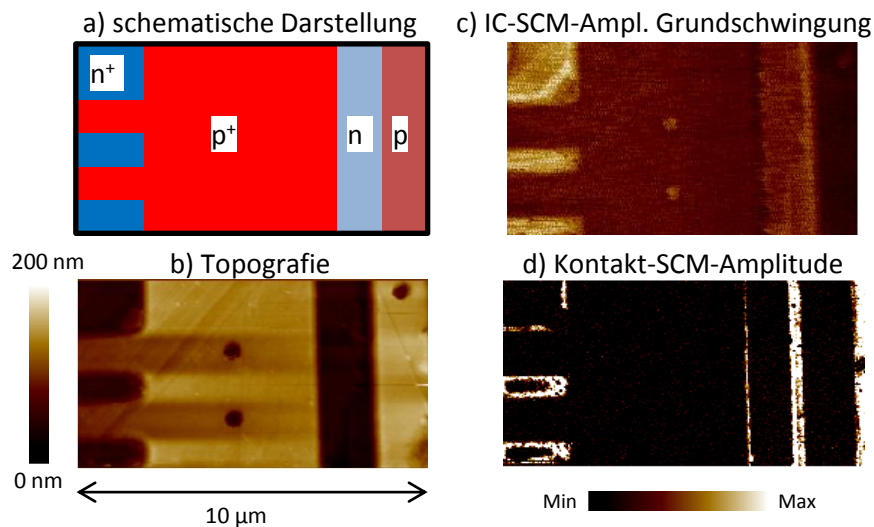 a) schematische Darstellung
n⁺
p⁺
n
p
c) IC-SCM-Ampl. Grundschwingung
200 nm
b) Topografie
0 nm
10 µm
d) Kontakt-SCM-Amplitude
Min
Max